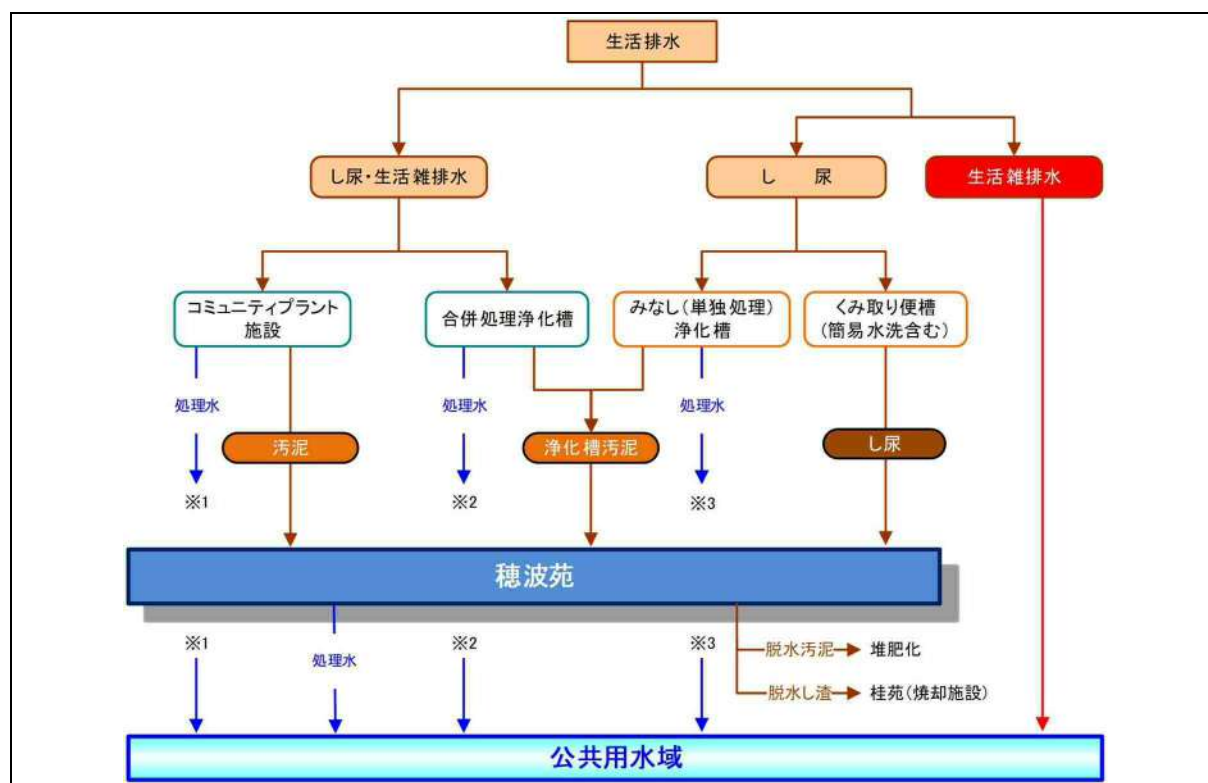 生活排水
し尿・生活雑排水
し　尿
生活雑排水
コミュニティプラント
施設
合併処理浄化槽
みなし（単独処理）
浄化槽
くみ取り便槽
（簡易水洗含む）
処理水
処理水
処理水
汚泥
浄化槽汚泥
し尿
※1
※2
※3
穂波苑
※1
処理水
※2
※3
脱水汚泥
堆肥化
脱水し渣
桂苑（焼却施設）
公共用水域